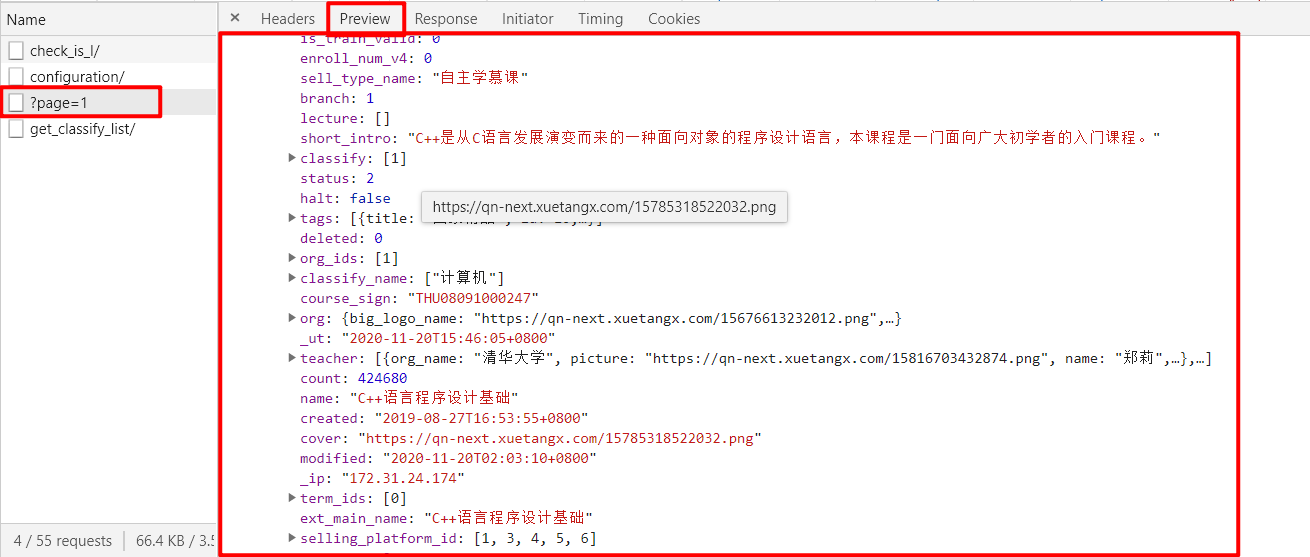 Name
× Headers Preview Response Initiator Timing Cookies
check_is_l/
configuration/
?page=1
get_classify_list/
is_train_valid: 0
enroll_num_v4: 0
sell_type_name: "自主学慕课"
branch: 1
lecture: []
short_intro: "C++是从C语言发展演变而来的一种面向对象的程序设计语言，本课程是一门面向广大初学者的入门课程。"
classify: [1]
status: 2
halt: false
https://qn-next.xuetangx.com/15785318522032.png
tags: [{title:
deleted: 0
org_ids: [1]
classify_name: ["计算机"]
course_sign: "THU08091000247"
org: {big_logo_name: "https://qn-next.xuetangx.com/15676613232012.png",…}
_ut: "2020-11-20T15:46:05+0800"
teacher: [{org_name: "清华大学", picture: "https://qn-next.xuetangx.com/15816703432874.png", name: "郑莉",…},…]
count: 424680
name: "C++语言程序设计基础"
created: "2019-08-27T16:53:55+0800"
cover: "https://qn-next.xuetangx.com/15785318522032.png"
modified: "2020-11-20T02:03:10+0800"
_ip: "172.31.24.174"
term_ids: [0]
ext_main_name: "C++语言程序设计基础"
selling_platform_id: [1, 3, 4, 5, 6]
4 / 55 requests 66.4 KB / 3.5